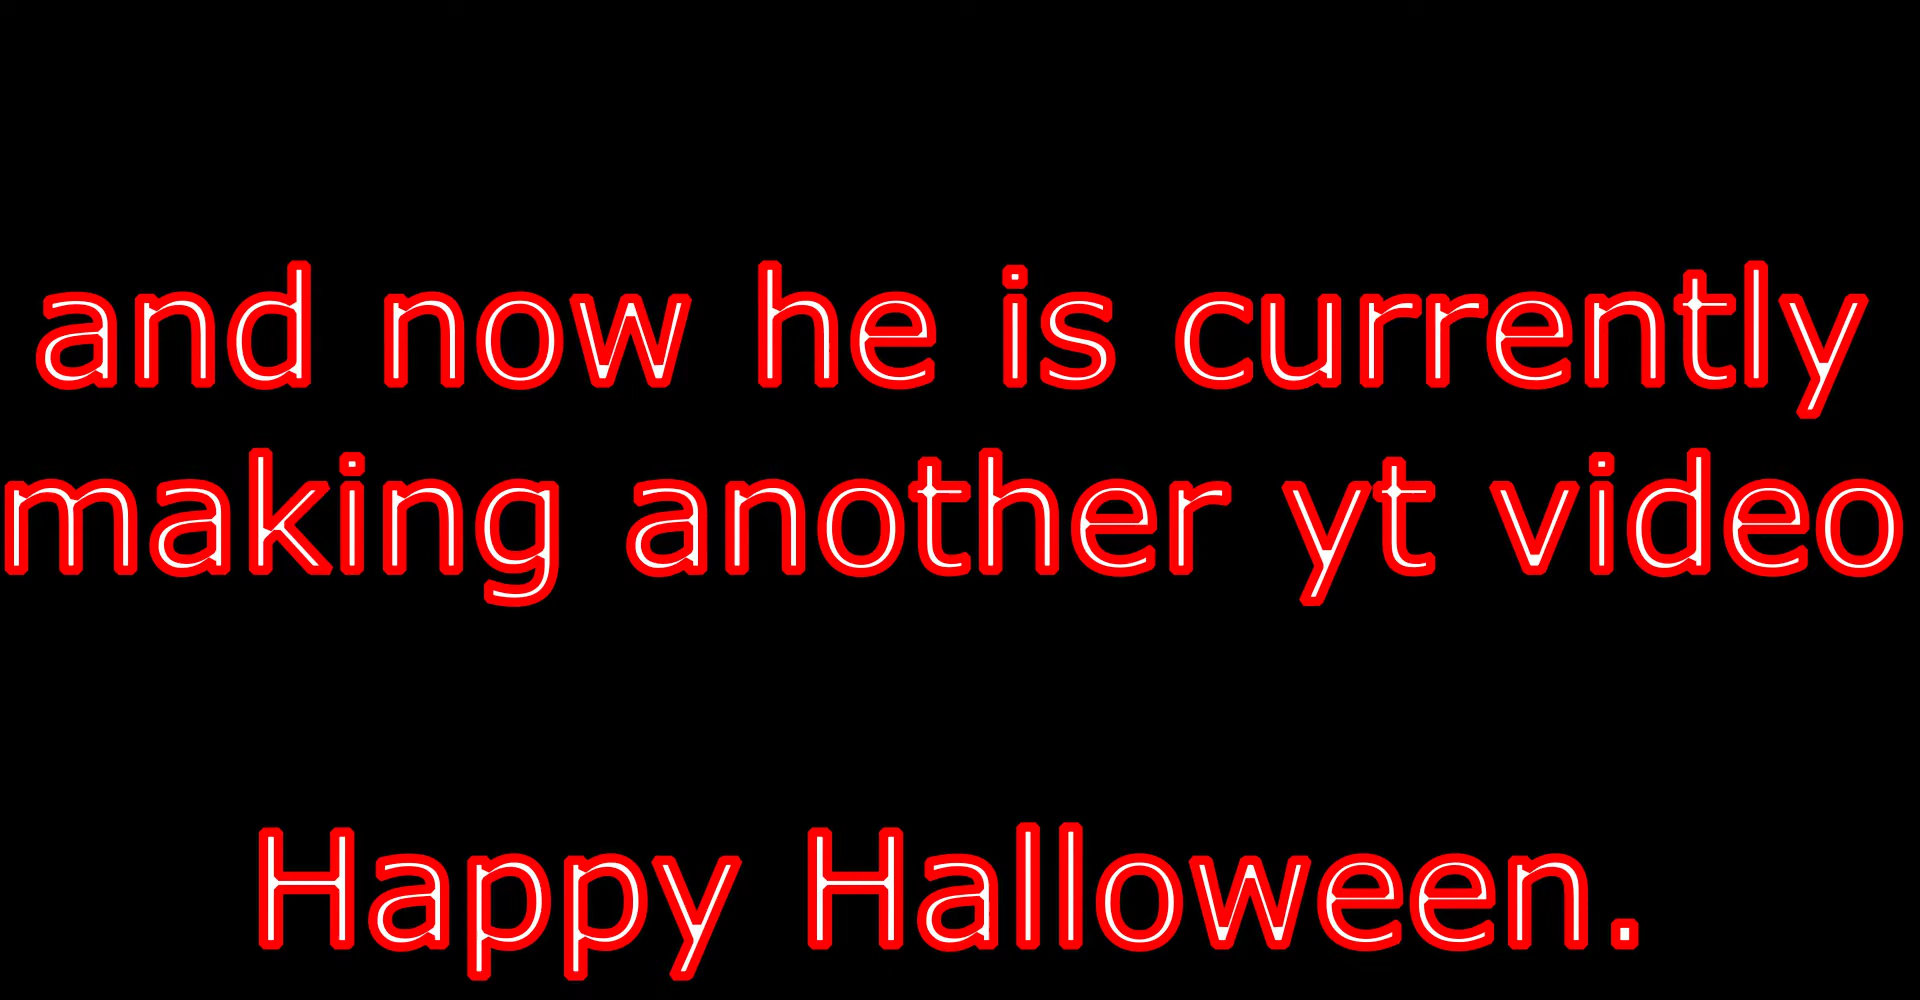 and now he is currently
making another yt video
Happy Halloween.